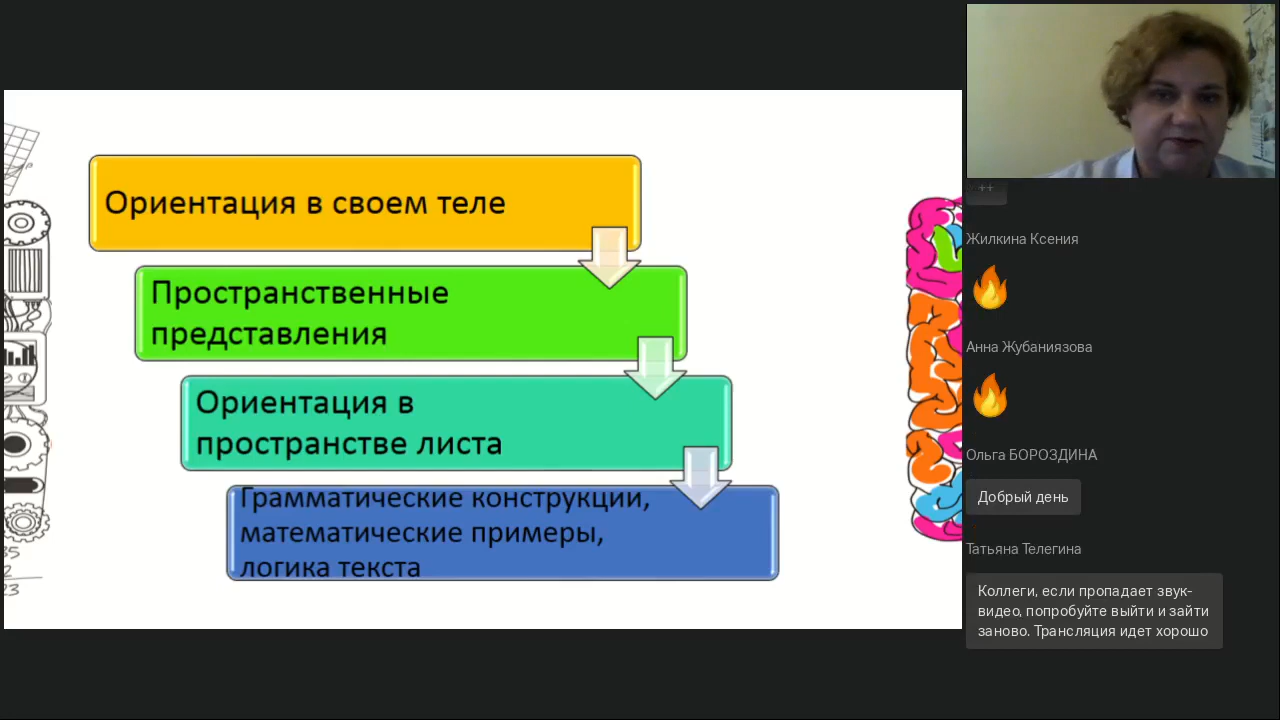 Ориентация в своем теле
Пространственные
представления
Ориентация в
пространстве листа
Грамматические конструкции,
математические примеры,
логика текста
++
Жилкина Ксения
Анна Жубаниязова
Ольга БОРОЗДИНА
Добрый день
Татьяна Телегина
Коллеги, если пропадает звук-
видео, попробуйте выйти и зайти
заново. Трансляция идет хорошо